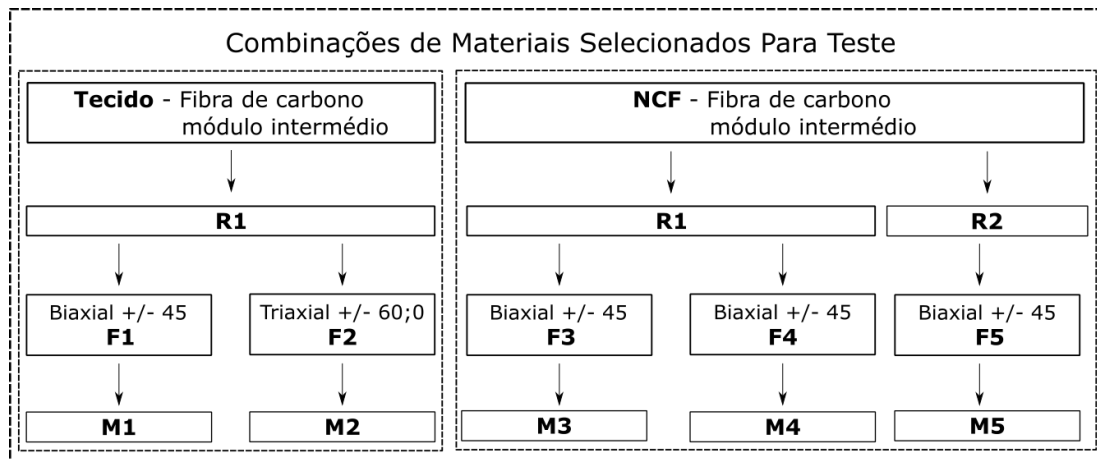 Combinações de Materiais Selecionados Para Teste
Tecido - Fibra de carbono
módulo intermédio
NCF - Fibra de carbono
módulo intermédio
R1
R1
R2
Biaxial +/- 45
F1
Triaxial +/- 60;0
F2
Biaxial +/- 45
F3
Biaxial +/- 45
F4
Biaxial +/- 45
F5
M1
M2
M3
M4
M5